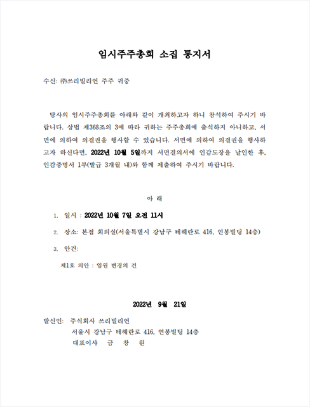 임시주주총회 소집 통지서
수신: ㈜쓰리빌리언 주주 귀중
당사의 임시주주총회를 아래와 같이 개최하고자 하니 참석하여 주시기 바
랍니다. 상법 제368조의 3에 따라 귀하는 주주총회에 출석하지 아니하고, 서
면에 의하여 의결권을 행사할 수 있습니다. 서면에 의하여 의결권을 행사하
고자 하신다면, 2022년 10월 5일까지 서면결의서에 인감도장을 날인한 후,
인감증명서 1부(발급 3개월 내)와 함께 제출하여 주시기 바랍니다.
아 래
1. 일시 : 2022년 10월 7일 오전 11시
2. 장소: 본점 회의실(서울특별시 강남구 테헤란로 416, 연봉빌딩 14층)
3. 안건:
제1호 의안 : 임원 변경의 건
2022년 9월 21일
발신인: 주식회사 쓰리빌리언
서울시 강남구 테헤란로 416, 연봉빌딩 14층
대표이사 금 창 원